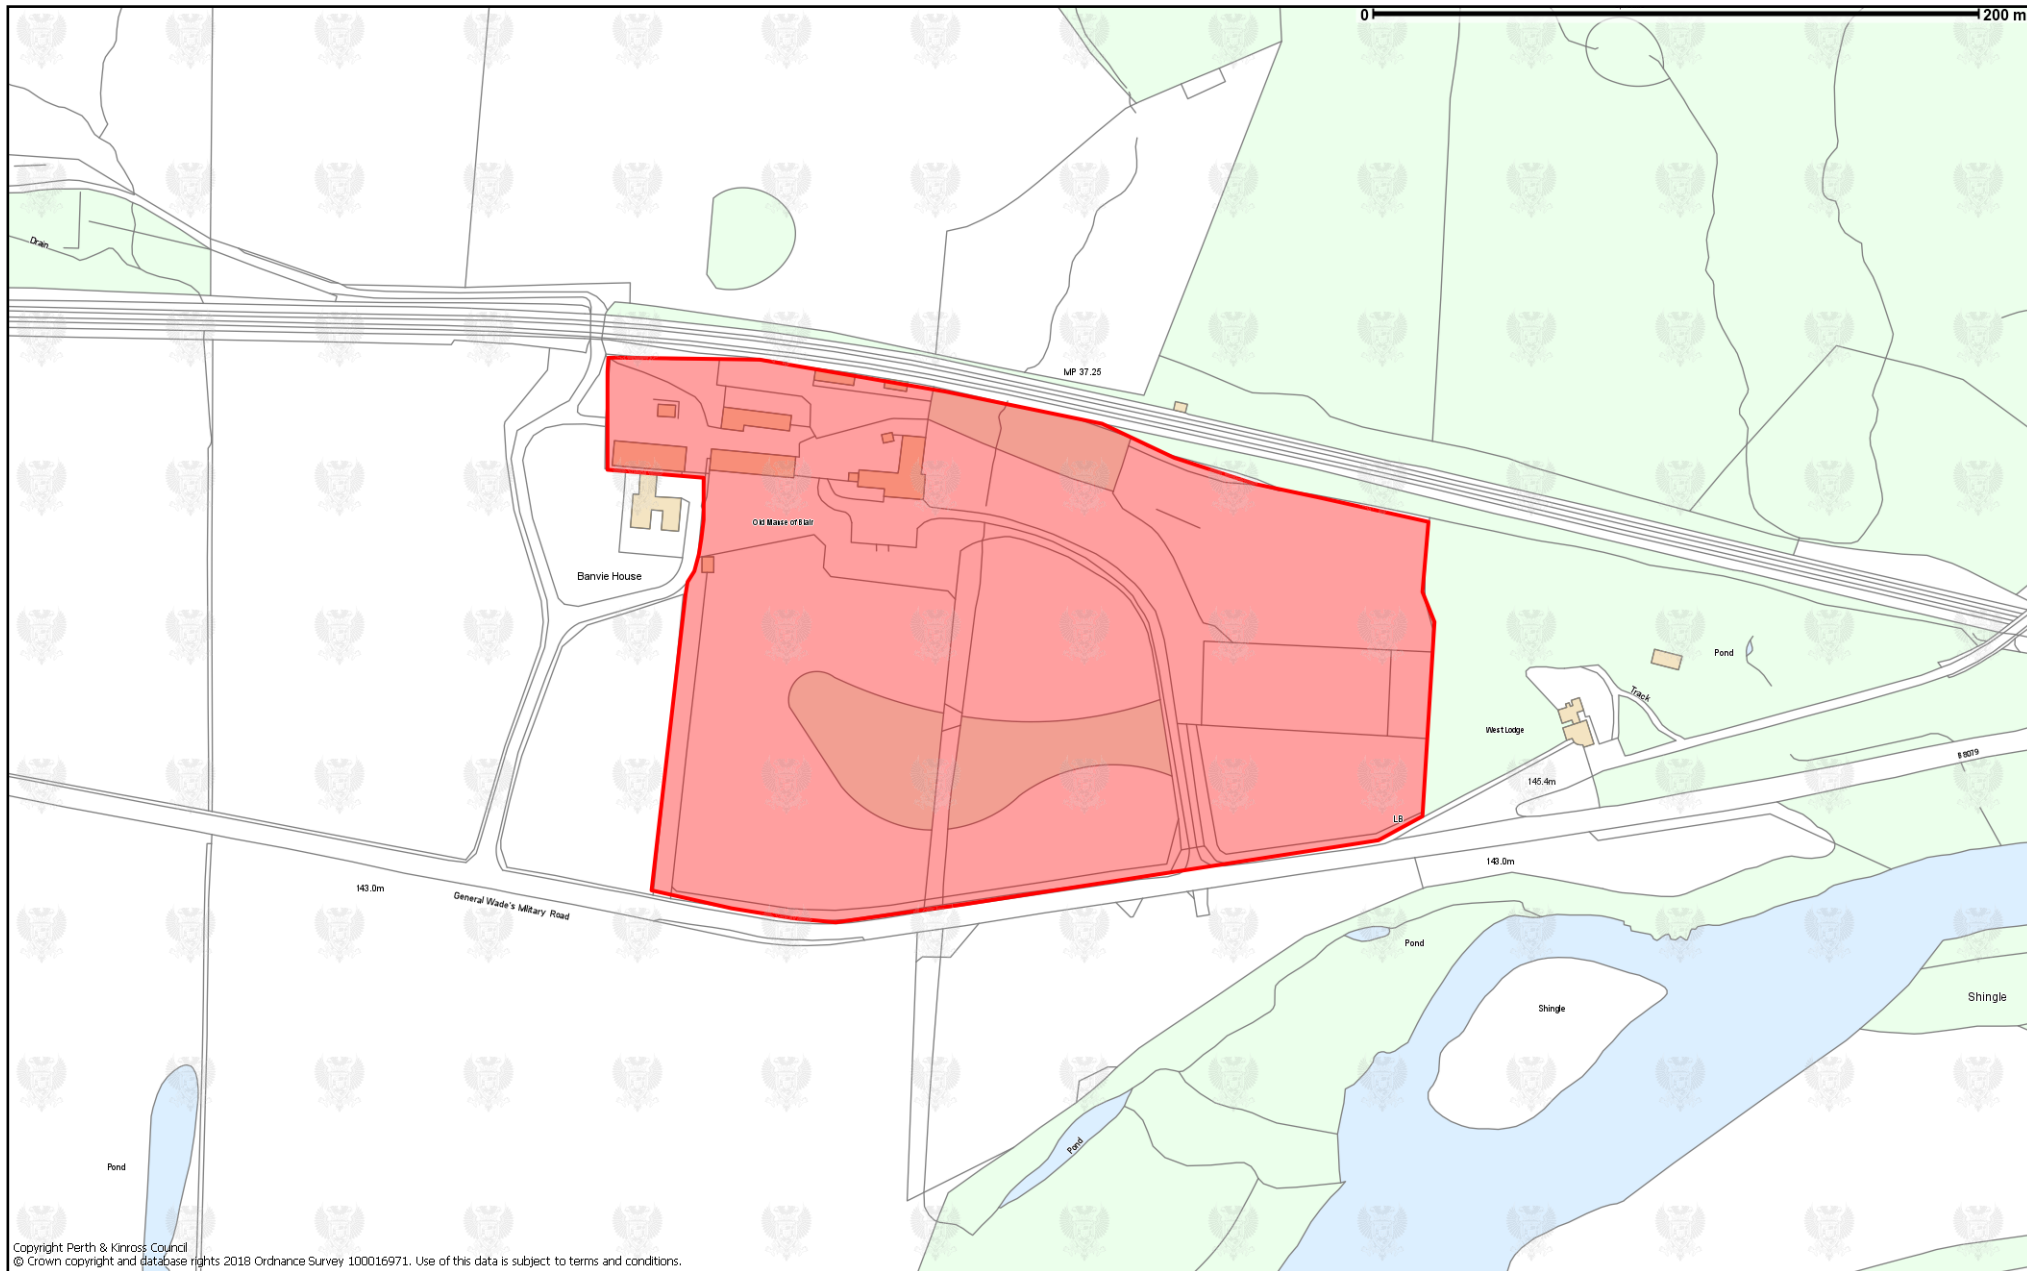 0 200 m
Drain
MP 37.25
Old Manse of Blair
Banvie House
Pond
Track
West Lodge
B 8079
145.4m
LB
143.0m
143.0m
General Wade's Military Road
Pond
Shingle
Shingle
Pond
Pond
Copyright Perth & Kinross Council
© Crown copyright and database rights 2018 Ordnance Survey 100016971. Use of this data is subject to terms and conditions.